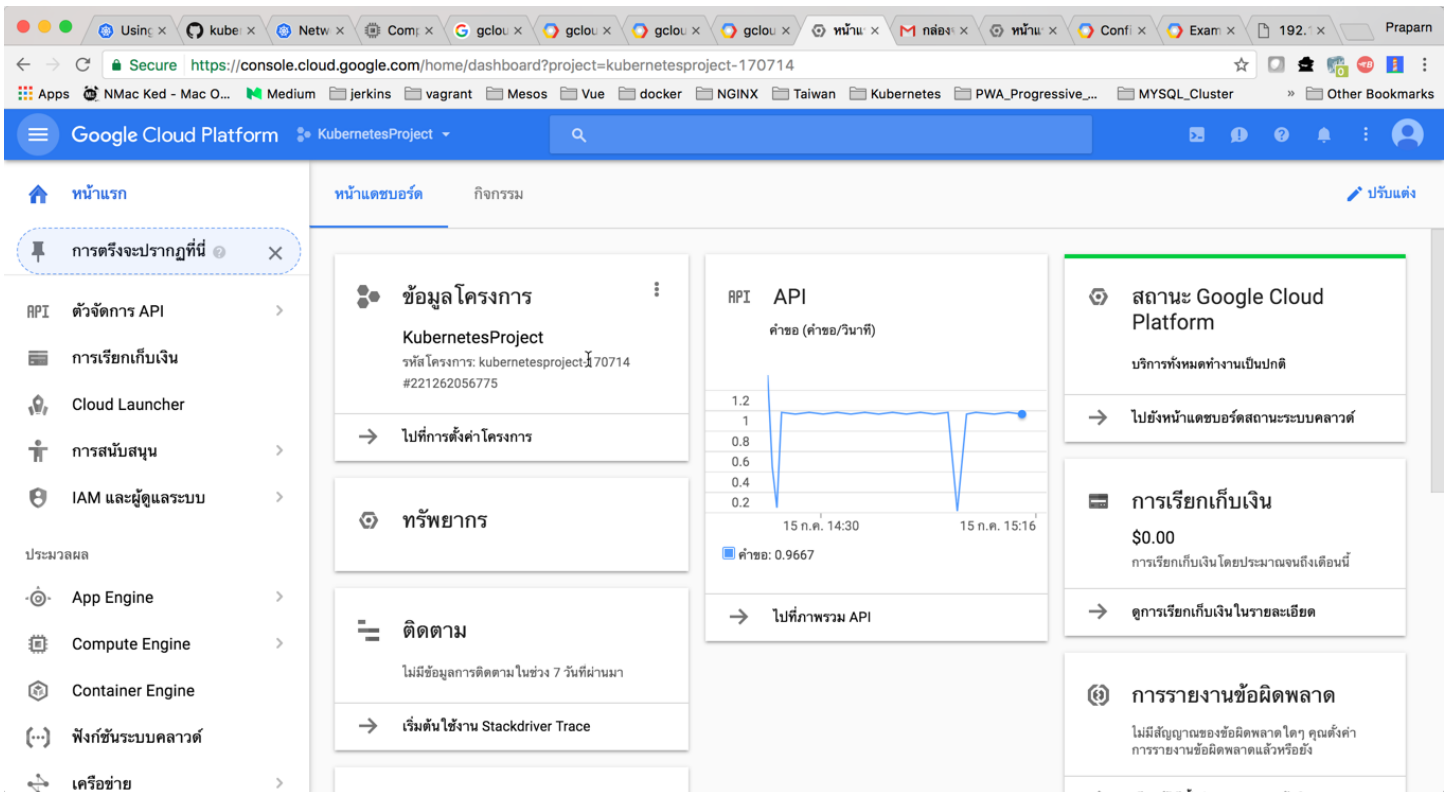 Using
kube
Netw
Comp
gclou
gclou
gclou
gclou
หน้าแ
กล่อง
หน้าแ
Confi
Exam
192.1
Praparn
Secure https://console.cloud.google.com/home/dashboard?project=kubernetesproject-170714
Apps NMac Ked - Mac O... Medium jerkins vagrant Mesos Vue docker NGINX Taiwan Kubernetes PWA_Progressive_... MYSQL_Cluster » Other Bookmarks
Google Cloud Platform KubernetesProject
หน้าแรก
การตรึงจะปรากฏที่นี่
API ตัวจัดการ API
การเรียกเก็บเงิน
Cloud Launcher
การสนับสนุน
IAM และผู้ดูแลระบบ
ประมวลผล
App Engine
Compute Engine
Container Engine
ฟังก์ชันระบบคลาวด์
เครือข่าย
หน้าแดชบอร์ด กิจกรรม
ปรับแต่ง
ข้อมูลโครงการ
KubernetesProject
รหัสโครงการ: kubernetesproject-170714
#221262056775
ไปที่การตั้งค่าโครงการ
ทรัพยากร
ติดตาม
ไม่มีข้อมูลการติดตามในช่วง 7 วันที่ผ่านมา
เริ่มต้นใช้งาน Stackdriver Trace
API API
คำขอ (คำขอ/วินาที)
1.2
1
0.8
0.6
0.4
0.2
15 ก.ค. 14:30 15 ก.ค. 15:16
คำขอ: 0.9667
ไปที่ภาพรวม API
สถานะ Google Cloud
Platform
บริการทั้งหมดทำงานเป็นปกติ
ไปยังหน้าแดชบอร์ดสถานะระบบคลาวด์
การเรียกเก็บเงิน
$0.00
การเรียกเก็บเงินโดยประมาณจนถึงเดือนนี้
ดูการเรียกเก็บเงินในรายละเอียด
การรายงานข้อผิดพลาด
ไม่มีสัญญาณของข้อผิดพลาดใดๆ คุณตั้งค่า
การรายงานข้อผิดพลาดแล้วหรือยัง